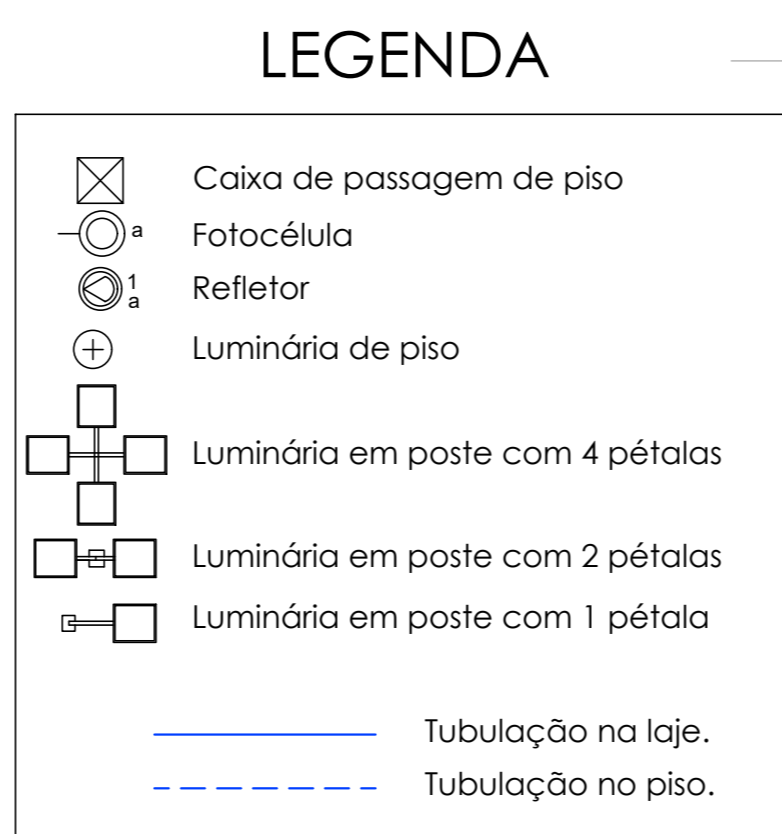 LEGENDA
Caixa de passagem de piso
a Fotocélula
1
a Refletor
Luminária de piso
Luminária em poste com 4 pétalas
Luminária em poste com 2 pétalas
Luminária em poste com 1 pétala
Tubulação na laje.
Tubulação no piso.